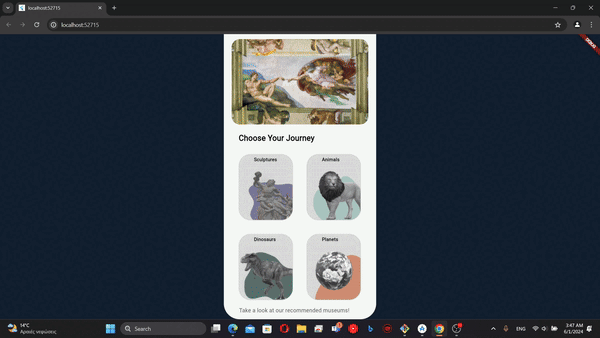 localhost:52715
localhost:52715
DEBUG
Choose Your Journey
Sculptures
Animals
Dinosaurs
Planets
Take a look at our recommended museums!
14°C
Αραιές νεφώσεις
Search
ENG
3:47 AM
6/1/2024